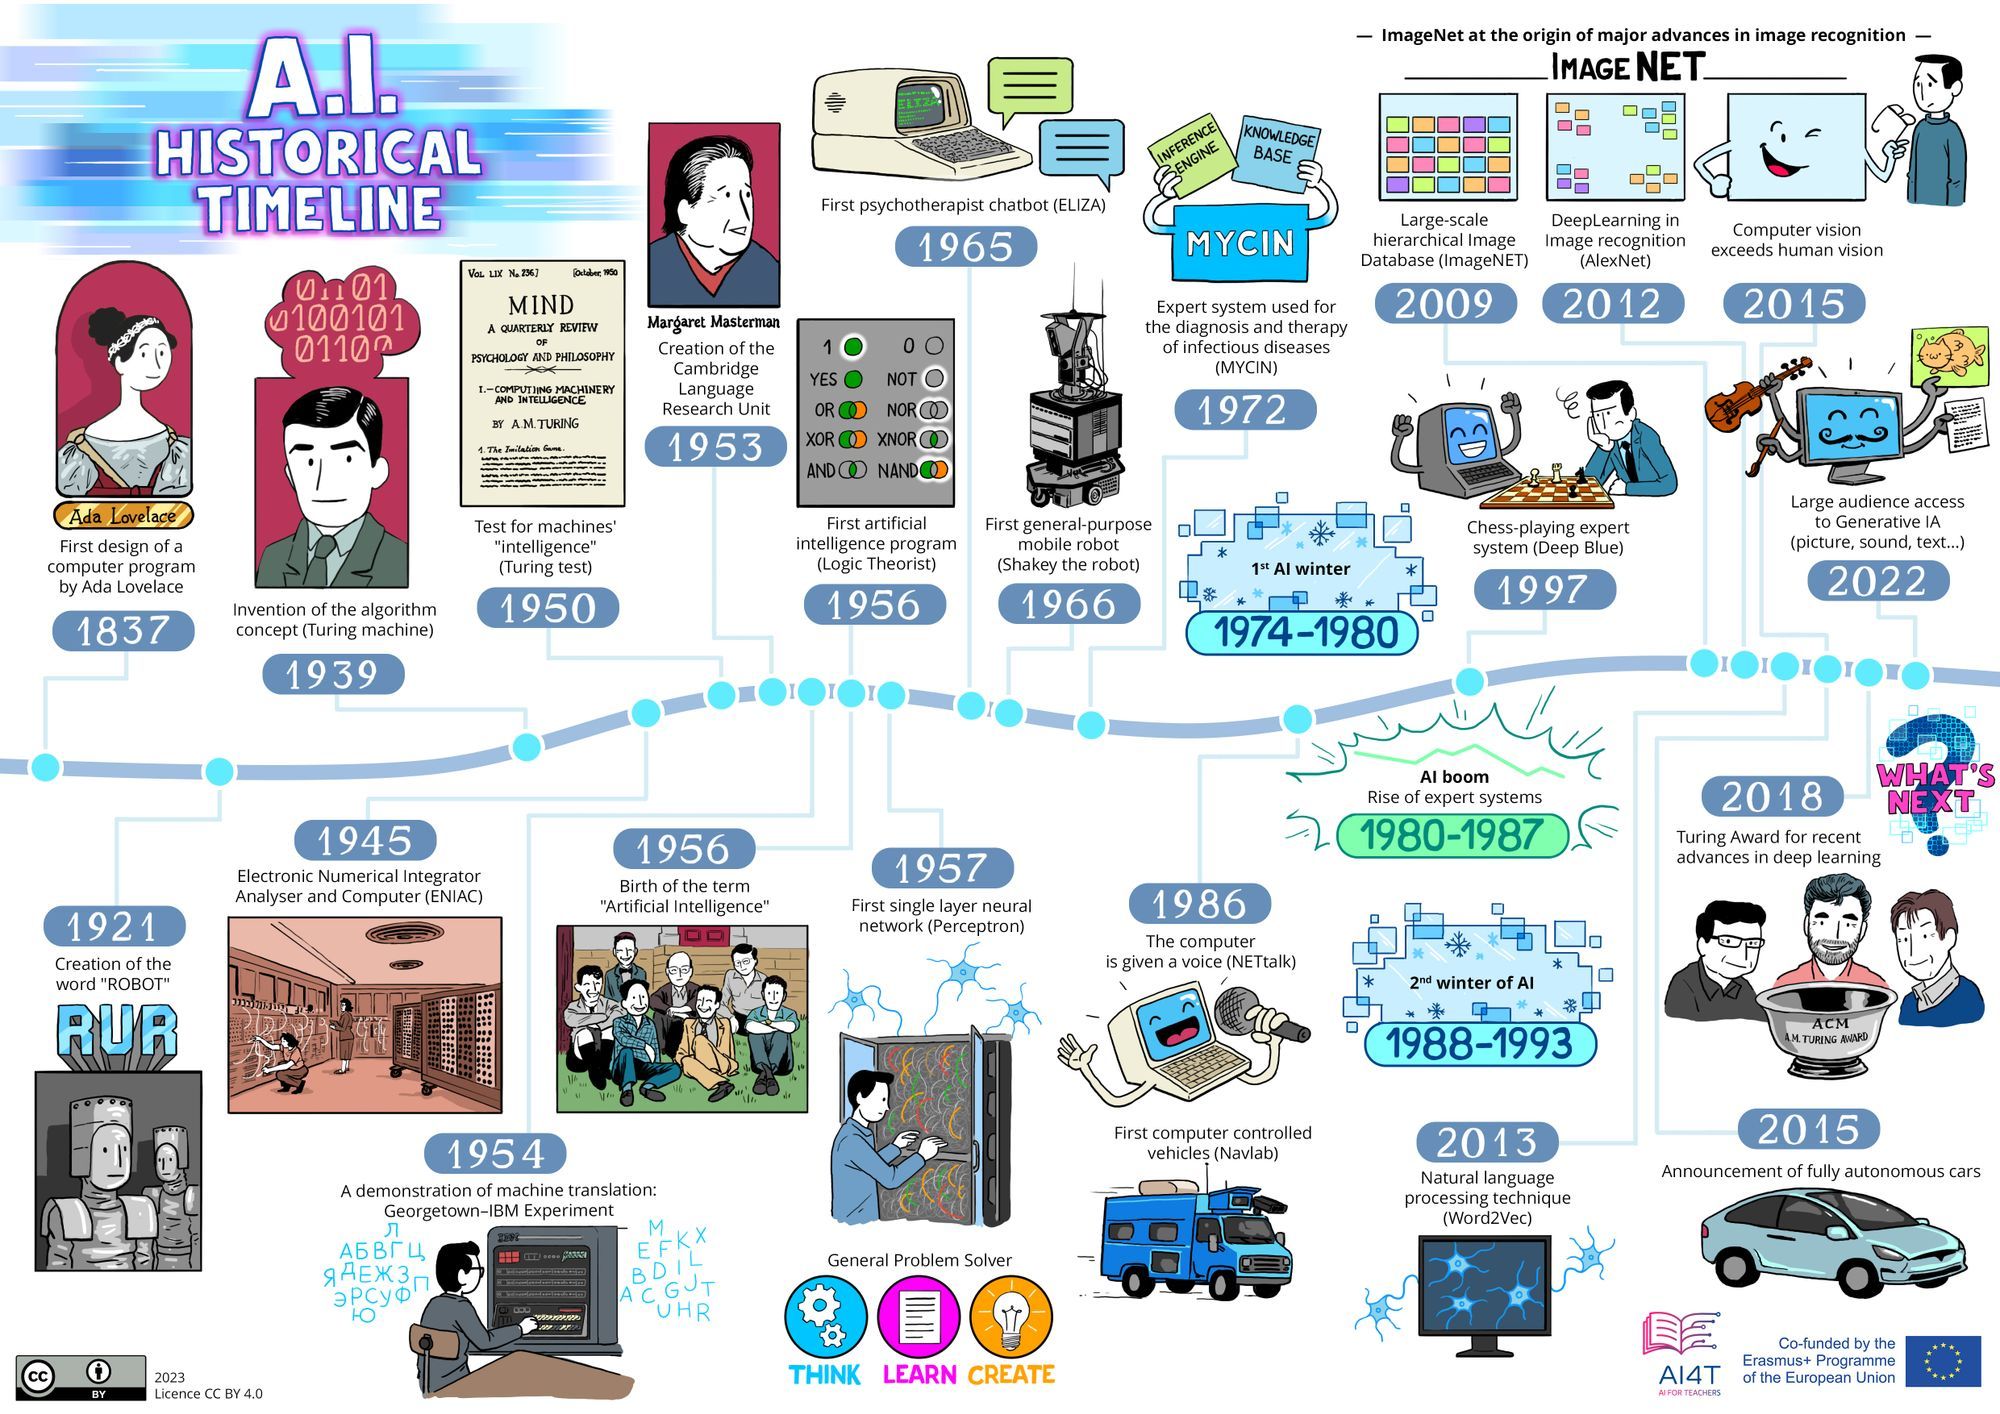 A.I.
HISTORICAL
TIMELINE
— ImageNet at the origin of major advances in image recognition —
IMAGENET
Large-scale
hierarchical Image
Database (ImageNET)
2009
DeepLearning in
Image recognition
(AlexNet)
2012
Computer vision
exceeds human vision
2015
Ada Lovelace
First design of a
computer program
by Ada Lovelace
1837
01101
0100101
01100
Invention of the algorithm
concept (Turing machine)
1939
VOL. LIX No. 236.]
[October, 1950
MIND
A QUARTERLY REVIEW
OF
PSYCHOLOGY AND PHILOSOPHY
I.—COMPUTING MACHINERY
AND INTELLIGENCE
BY A.M. TURING
1. The Imitation Game.
Test for machines'
"intelligence"
(Turing test)
1950
Margaret Masterman
Creation of the
Cambridge
Language
Research Unit
1953
1 0
YES NOT
OR NOR
XOR XNOR
AND NAND
First artificial
intelligence program
(Logic Theorist)
1956
ELIZA
First psychotherapist chatbot (ELIZA)
1965
First general-purpose
mobile robot
(Shakey the robot)
1966
INFERENCE
ENGINE
KNOWLEDGE
BASE
MYCIN
Expert system used for
the diagnosis and therapy
of infectious diseases
(MYCIN)
1972
1st AI winter
1974-1980
Chess-playing expert
system (Deep Blue)
1997
Large audience access
to Generative IA
(picture, sound, text...)
2022
1921
Creation of the
word "ROBOT"
RUR
1945
Electronic Numerical Integrator
Analyser and Computer (ENIAC)
1954
A demonstration of machine translation:
Georgetown–IBM Experiment
Л
АБВГЦ
ЯДЕЖЗ
П
ЭРСУФ
Ю
IBM
M
EFKX
BDIL
ACGJT
UHR
1956
Birth of the term
"Artificial Intelligence"
1957
First single layer neural
network (Perceptron)
General Problem Solver
THINK
LEARN
CREATE
1986
The computer
is given a voice (NETtalk)
First computer controlled
vehicles (Navlab)
AI boom
Rise of expert systems
1980-1987
2nd winter of AI
1988-1993
2013
Natural language
processing technique
(Word2Vec)
2018
Turing Award for recent
advances in deep learning
ACM
A.M. TURING AWARD
2015
Announcement of fully autonomous cars
WHAT'S
NEXT
?
cc
BY
2023
Licence CC BY 4.0
AI4T
AI FOR TEACHERS
Co-funded by the
Erasmus+ Programme
of the European Union